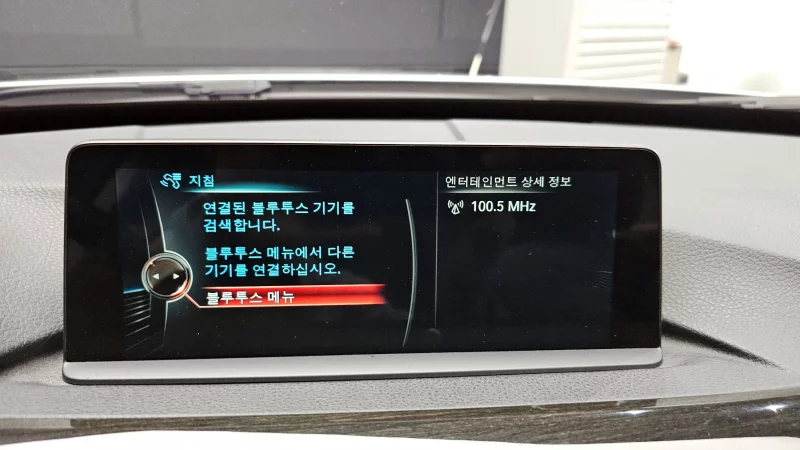 지침
연결된 블루투스 기기를
검색합니다.
블루투스 메뉴에서 다른
기기를 연결하십시오.
블루투스 메뉴
엔터테인먼트 상세 정보
100.5 MHz